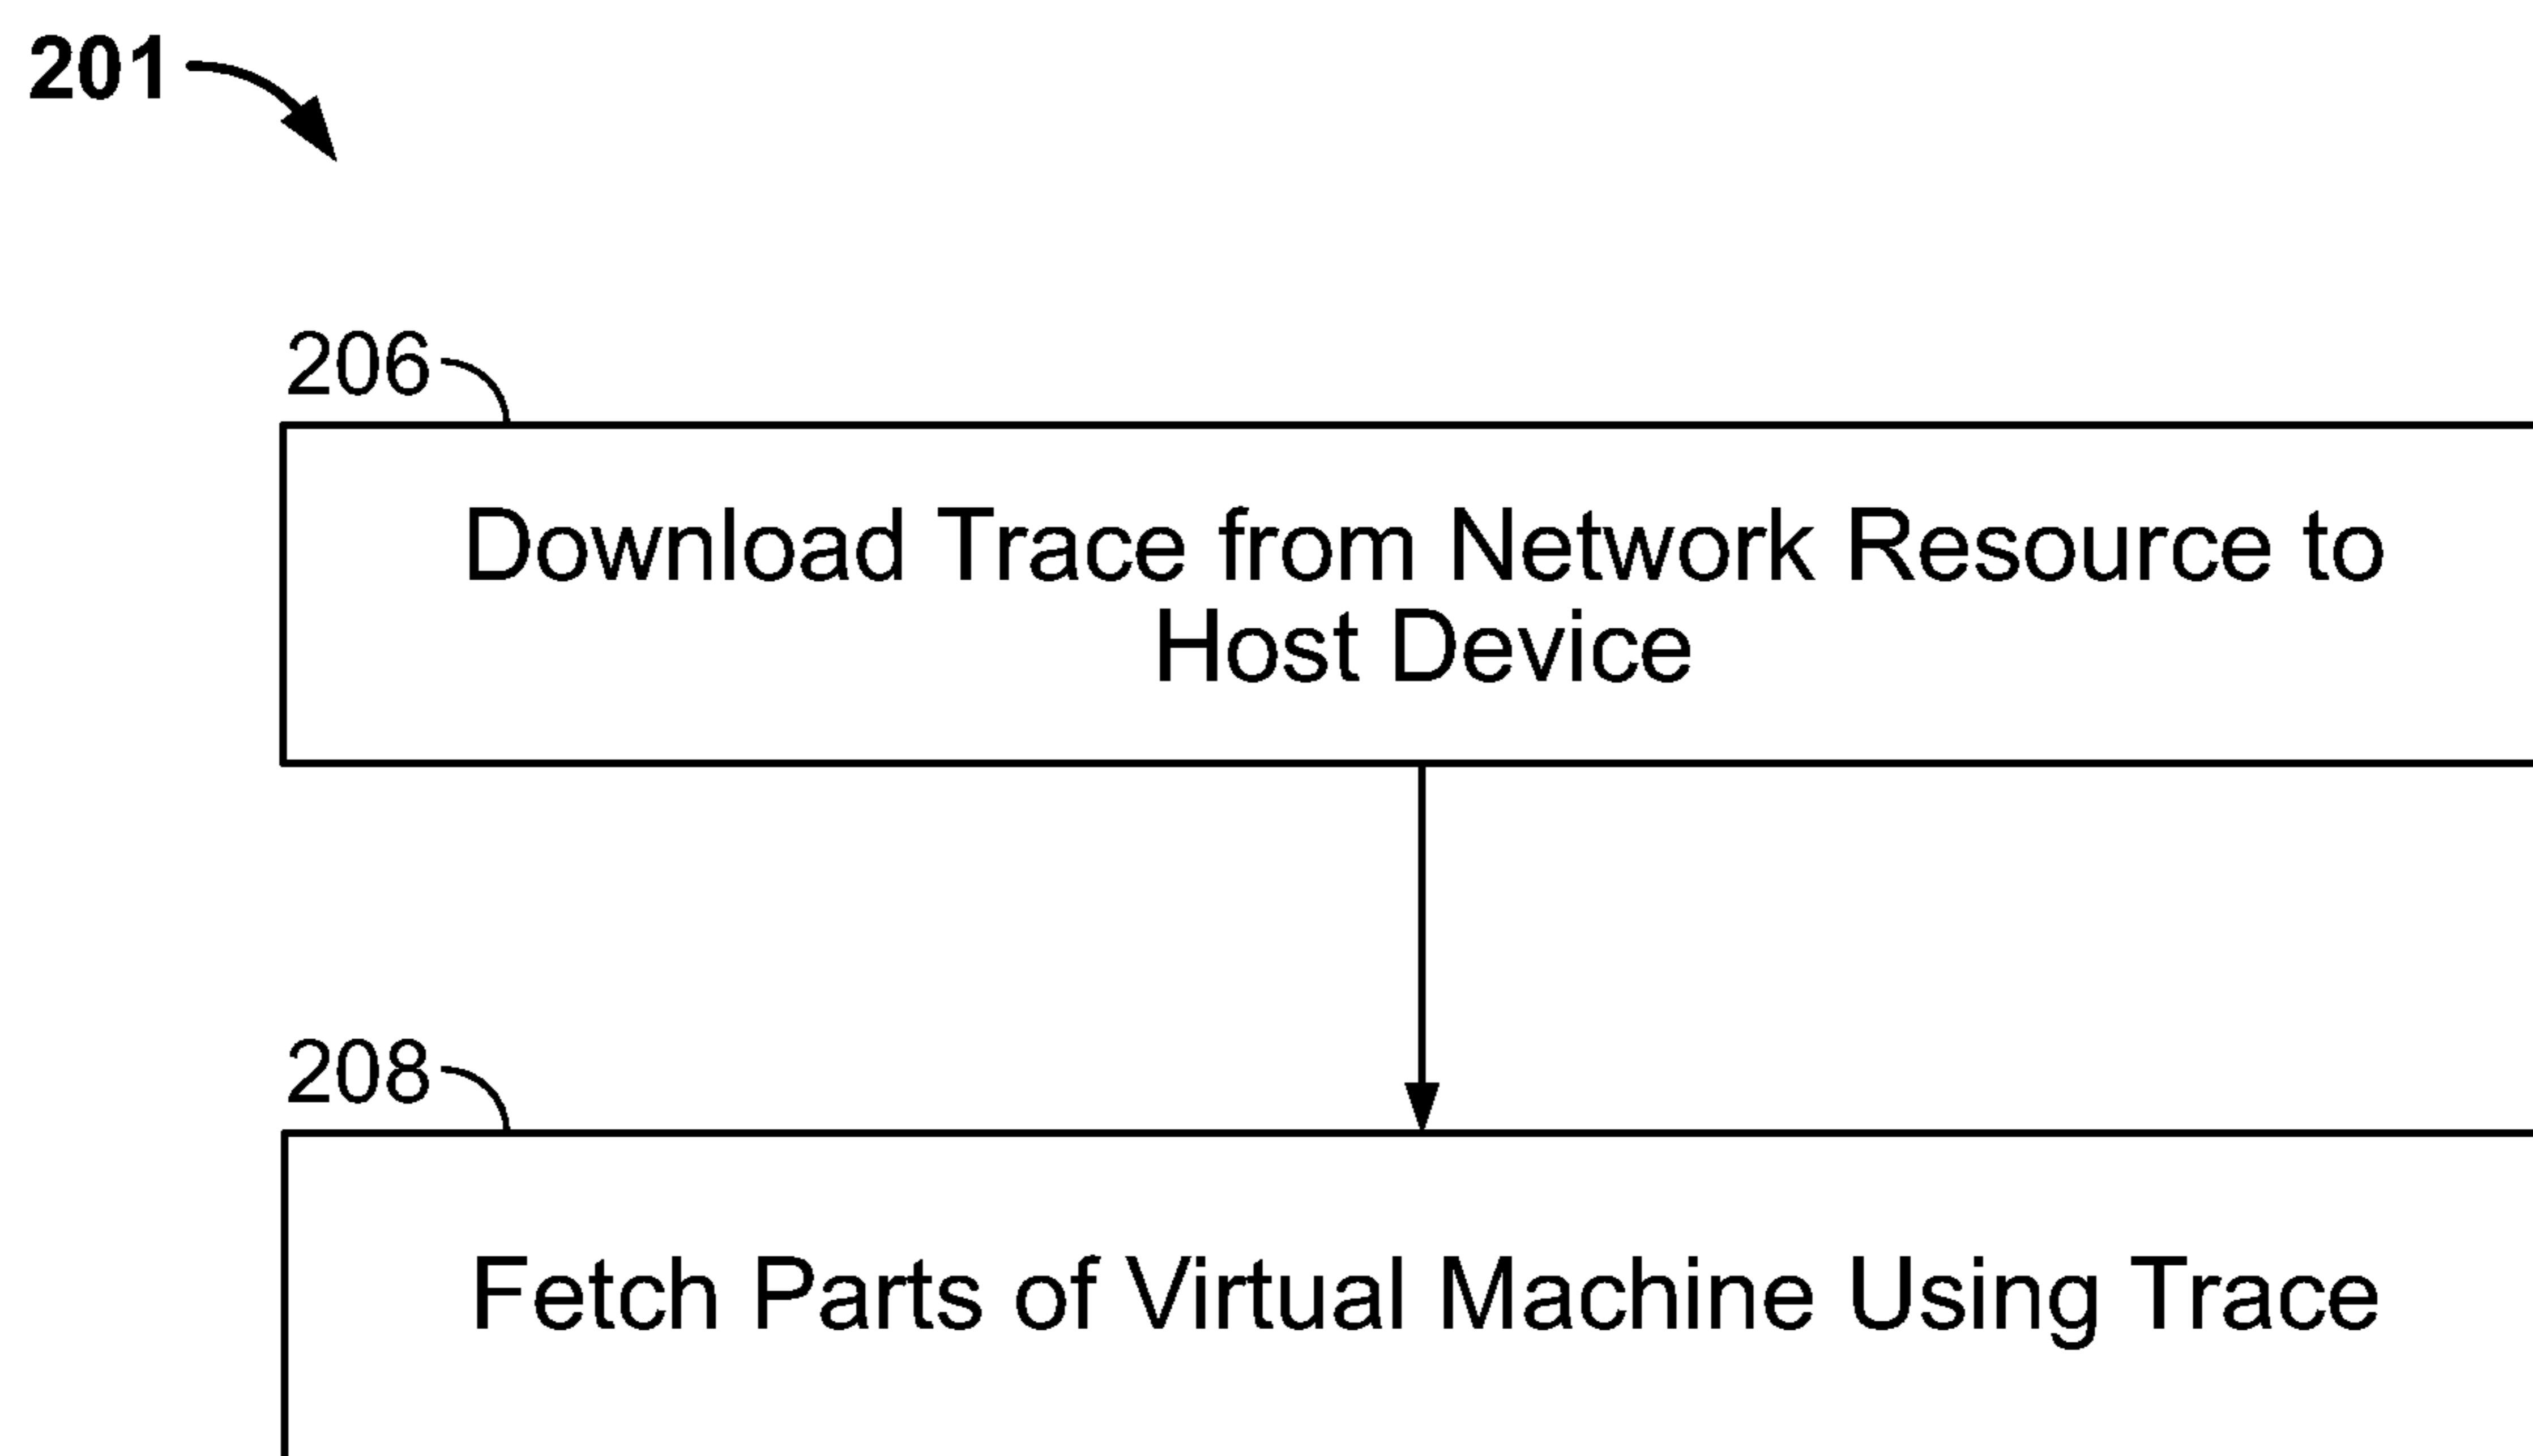 201
206
Download Trace from Network Resource to
Host Device
208
Fetch Parts of Virtual Machine Using Trace